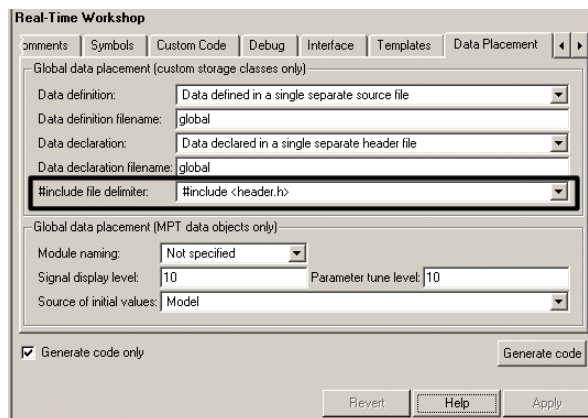 Real-Time Workshop
omments Symbols Custom Code Debug Interface Templates Data Placement
Global data placement (custom storage classes only)
Data definition: Data defined in a single separate source file
Data definition filename: global
Data declaration: Data declared in a single separate header file
Data declaration filename: global
#include file delimiter: #include <header.h>
Global data placement (MPT data objects only)
Module naming: Not specified
Signal display level: 10 Parameter tune level: 10
Source of initial values: Model
Generate code only Generate code
Revert Help Apply